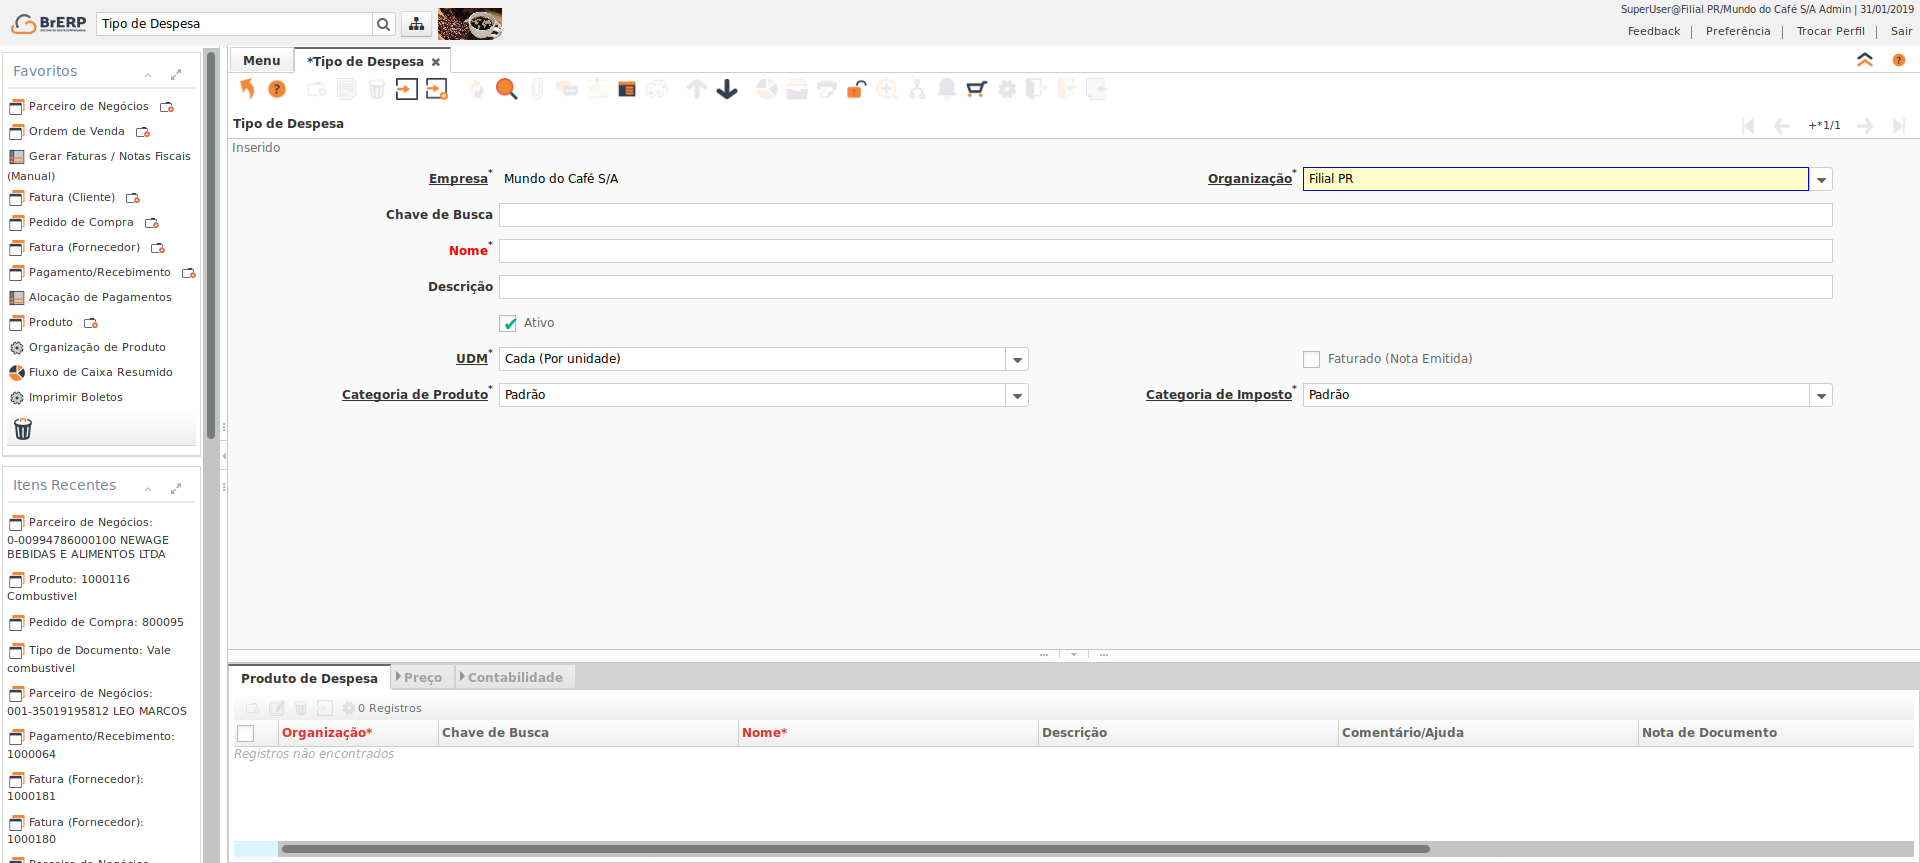 BrERP
Tipo de Despesa
SuperUser@Filial PR/Mundo do Café S/A Admin | 31/01/2019
Feedback | Preferência | Trocar Perfil | Sair
Favoritos
Parceiro de Negócios
Ordem de Venda
Gerar Faturas / Notas Fiscais
(Manual)
Fatura (Cliente)
Pedido de Compra
Fatura (Fornecedor)
Pagamento/Recebimento
Alocação de Pagamentos
Produto
Organização de Produto
Fluxo de Caixa Resumido
Imprimir Boletos
Itens Recentes
Parceiro de Negócios:
0-00994786000100 NEWAGE
BEBIDAS E ALIMENTOS LTDA
Produto: 1000116
Combustivel
Pedido de Compra: 800095
Tipo de Documento: Vale
combustivel
Parceiro de Negócios:
001-35019195812 LEO MARCOS
Pagamento/Recebimento:
1000064
Fatura (Fornecedor):
1000181
Fatura (Fornecedor):
1000180
Parceiro de Negócios
Menu
*Tipo de Despesa
Tipo de Despesa
+*1/1
Inserido
Empresa* Mundo do Café S/A
Organização* Filial PR
Chave de Busca
Nome*
Descrição
Ativo
UDM* Cada (Por unidade)
Faturado (Nota Emitida)
Categoria de Produto* Padrão
Categoria de Imposto* Padrão
Produto de Despesa
Preço
Contabilidade
0 Registros
Organização* Chave de Busca Nome* Descrição Comentário/Ajuda Nota de Documento
Registros não encontrados